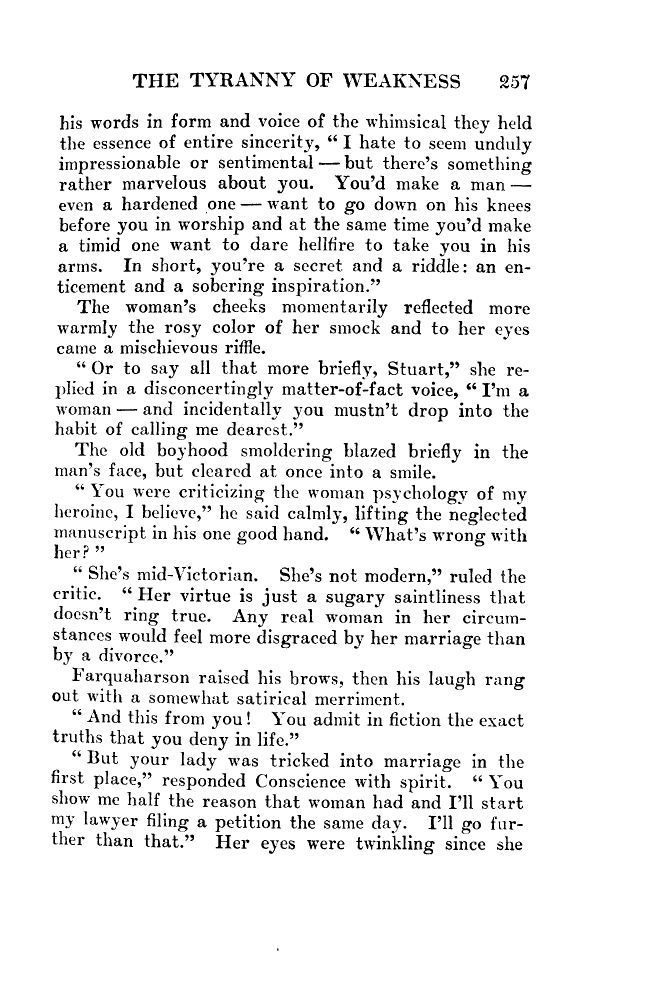 THE TYRANNY OF WEAKNESS 257
his words in form and voice of the whimsical they held
the essence of entire sincerity, “ I hate to seem unduly
impressionable or sentimental — but there's something
rather marvelous about you. You'd make a man —
even a hardened one — want to go down on his knees
before you in worship and at the same time you'd make
a timid one want to dare hellfire to take you in his
arms. In short, you're a secret and a riddle: an en-
ticement and a sobering inspiration.”
The woman's cheeks momentarily reflected more
warmly the rosy color of her smock and to her eyes
came a mischievous riffle.
“ Or to say all that more briefly, Stuart,” she re-
plied in a disconcertingly matter-of-fact voice, “ I'm a
woman — and incidentally you mustn't drop into the
habit of calling me dearest.”
The old boyhood smoldering blazed briefly in the
man's face, but cleared at once into a smile.
“ You were criticizing the woman psychology of my
heroine, I believe,” he said calmly, lifting the neglected
manuscript in his one good hand. “ What's wrong with
her? ”
“ She's mid-Victorian. She's not modern,” ruled the
critic. “ Her virtue is just a sugary saintliness that
doesn't ring true. Any real woman in her circum-
stances would feel more disgraced by her marriage than
by a divorce.”
Farquaharson raised his brows, then his laugh rang
out with a somewhat satirical merriment.
“ And this from you! You admit in fiction the exact
truths that you deny in life.”
“ But your lady was tricked into marriage in the
first place,” responded Conscience with spirit. “ You
show me half the reason that woman had and I'll start
my lawyer filing a petition the same day. I'll go fur-
ther than that.” Her eyes were twinkling since she